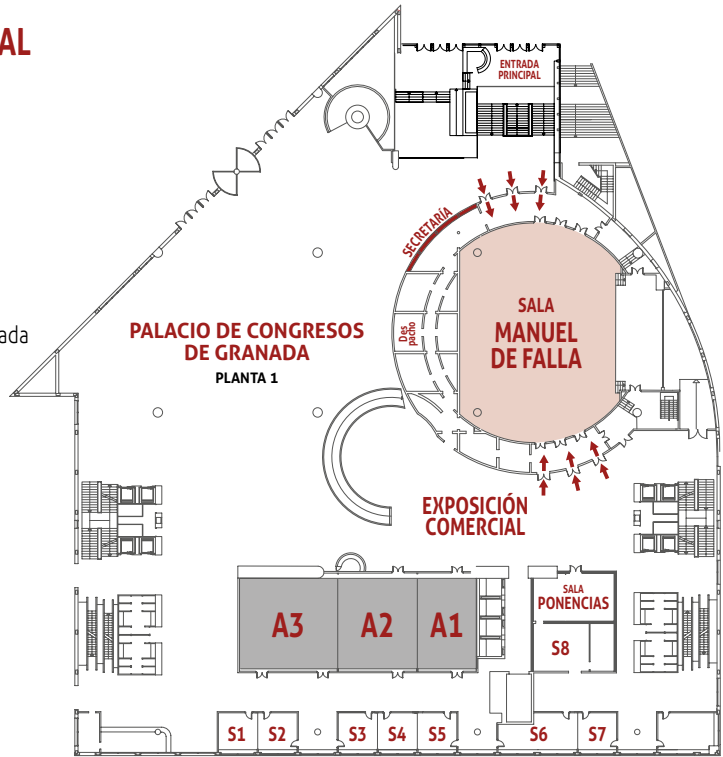 AL
ENTRADA
PRINCIPAL
SECRETARÍA
SALA
MANUEL
DE FALLA
Des
pacho
ada
PALACIO DE CONGRESOS
DE GRANADA
PLANTA 1
EXPOSICIÓN
COMERCIAL
SALA
PONENCIAS
A3
A2
A1
S8
S1
S2
S3
S4
S5
S6
S7